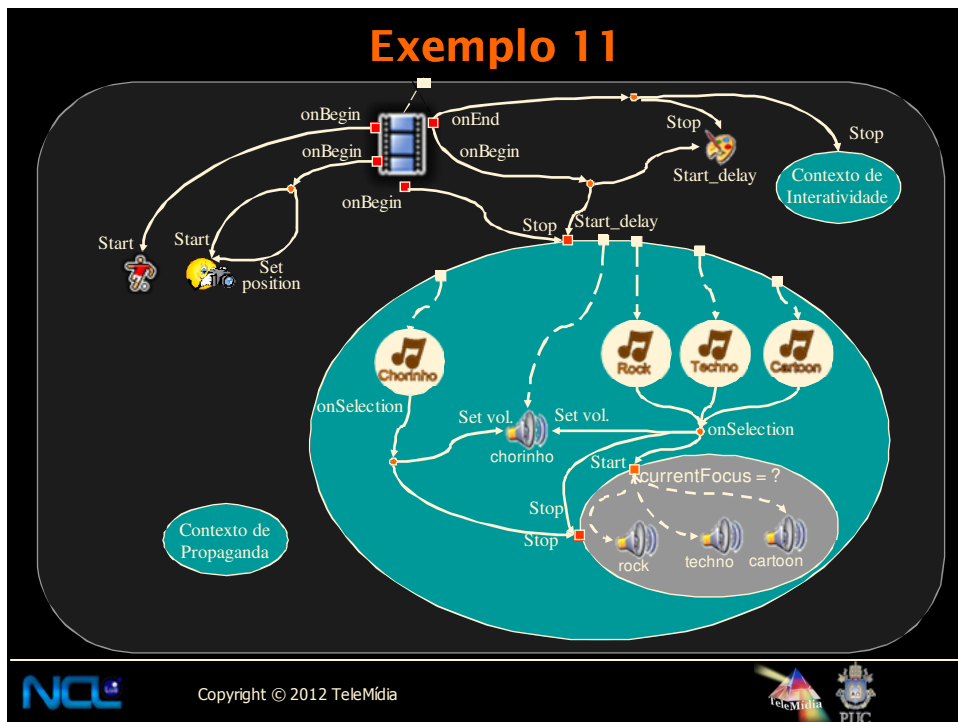 Exemplo 11
onBegin
onEnd
Stop
Stop
onBegin
onBegin
Start_delay
Contexto de
Interatividade
onBegin
Stop
Start_delay
Start
Start
Set
position
Chorinho
Rock
Techno
Cartoon
onSelection
Set vol.
Set vol.
onSelection
chorinho
Start
currentFocus = ?
Stop
Stop
rock
techno
cartoon
Contexto de
Propaganda
NCL
Lua
Copyright © 2012 TeleMídia
TeleMídia
PUC